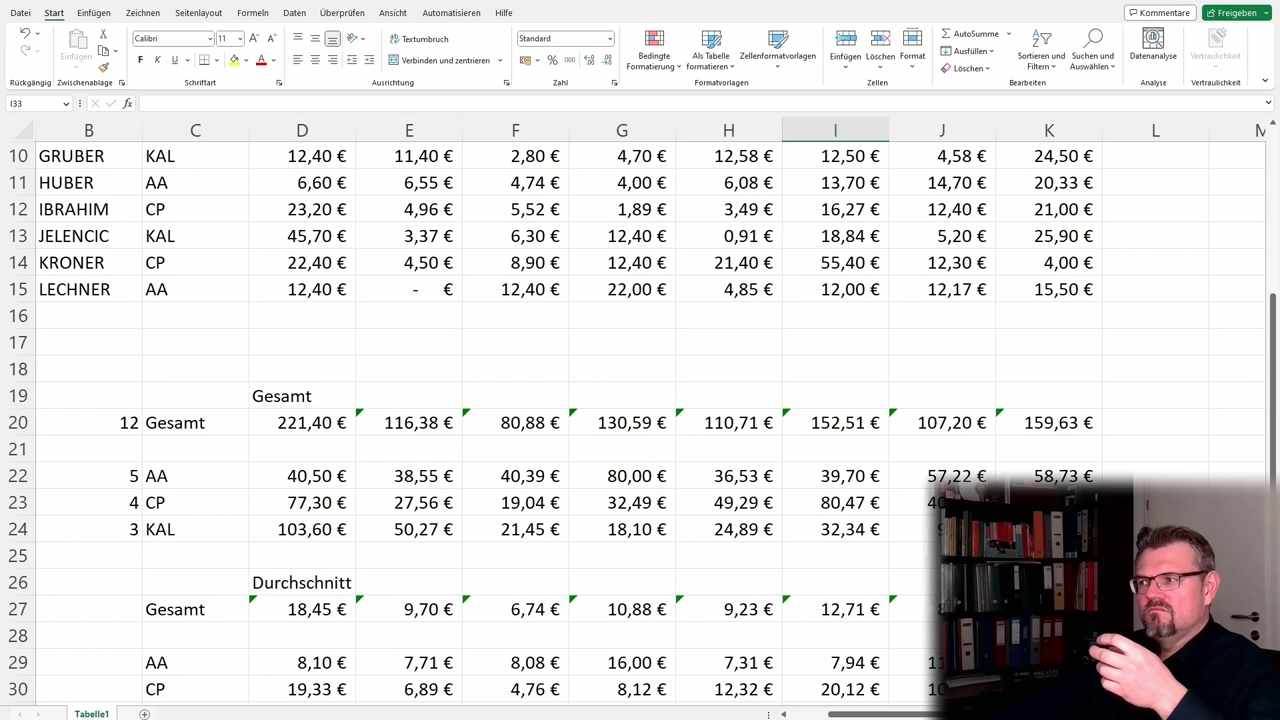 Datei Start Einfügen Zeichnen Seitenlayout Formeln Daten Überprüfen Ansicht Automatisieren Hilfe Kommentare Freigeben
Einfügen Calibri 11 Textumbruch Standard Bedingte Formatierung Als Tabelle formatieren Zellenformatvorlagen Einfügen Löschen Format AutoSumme Sortieren und Filtern Suchen und Auswählen Datenanalyse Vertraulichkeit
F K U Verbinden und zentrieren % 000 Ausfüllen
Löschen
Rückgängig Zwischenablage Schriftart Ausrichtung Zahl Formatvorlagen Zellen Bearbeiten Analyse Vertraulichkeit
I33 fx
B C D E F G H I J K L M
10 GRUBER KAL 12,40 € 11,40 € 2,80 € 4,70 € 12,58 € 12,50 € 4,58 € 24,50 €
11 HUBER AA 6,60 € 6,55 € 4,74 € 4,00 € 6,08 € 13,70 € 14,70 € 20,33 €
12 IBRAHIM CP 23,20 € 4,96 € 5,52 € 1,89 € 3,49 € 16,27 € 12,40 € 21,00 €
13 JELENCIC KAL 45,70 € 3,37 € 6,30 € 12,40 € 0,91 € 18,84 € 5,20 € 25,90 €
14 KRONER CP 22,40 € 4,50 € 8,90 € 12,40 € 21,40 € 55,40 € 12,30 € 4,00 €
15 LECHNER AA 12,40 € - € 12,40 € 22,00 € 4,85 € 12,00 € 12,17 € 15,50 €
16
17
18
19 Gesamt
20 12 Gesamt 221,40 € 116,38 € 80,88 € 130,59 € 110,71 € 152,51 € 107,20 € 159,63 €
21
22 5 AA 40,50 € 38,55 € 40,39 € 80,00 € 36,53 € 39,70 € 57,22 € 58,73 €
23 4 CP 77,30 € 27,56 € 19,04 € 32,49 € 49,29 € 80,47 €
24 3 KAL 103,60 € 50,27 € 21,45 € 18,10 € 24,89 € 32,34 €
25
26 Durchschnitt
27 Gesamt 18,45 € 9,70 € 6,74 € 10,88 € 9,23 € 12,71 €
28
29 AA 8,10 € 7,71 € 8,08 € 16,00 € 7,31 € 7,94 €
30 CP 19,33 € 6,89 € 4,76 € 8,12 € 12,32 € 20,12 €
Tabelle1